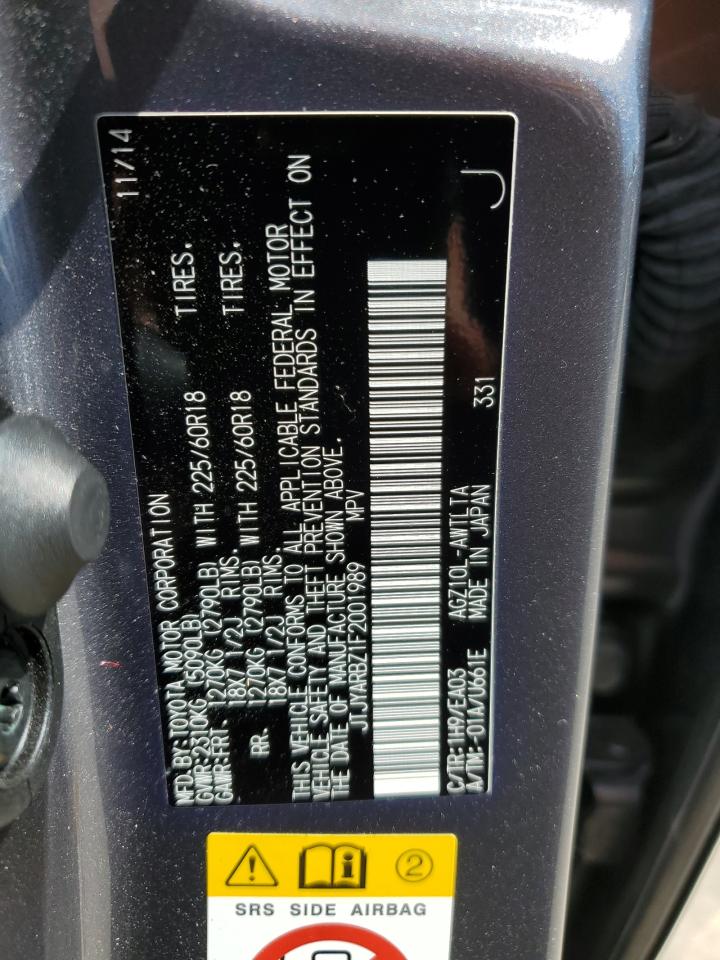 MFD.BY:TOYOTA MOTOR CORPORATION 11/14
GVWR:2310KG (5090LB)
GAWR:FRT. 1270KG (2790LB) WITH 225/60R18 TIRES.
18X7 1/2J RIMS.
RR. 1270KG (2790LB) WITH 225/60R18 TIRES.
18X7 1/2J RIMS.
THIS VEHICLE CONFORMS TO ALL APPLICABLE FEDERAL MOTOR
VEHICLE SAFETY AND THEFT PREVENTION STANDARDS IN EFFECT ON
THE DATE OF MANUFACTURE SHOWN ABOVE.
JTJYARBZ1F2001989 MPV
C/TR:1H9/EA03 AGZ10L-AWTLTA
A/TM:-01A/U661E MADE IN JAPAN 331 J
2
SRS SIDE AIRBAG